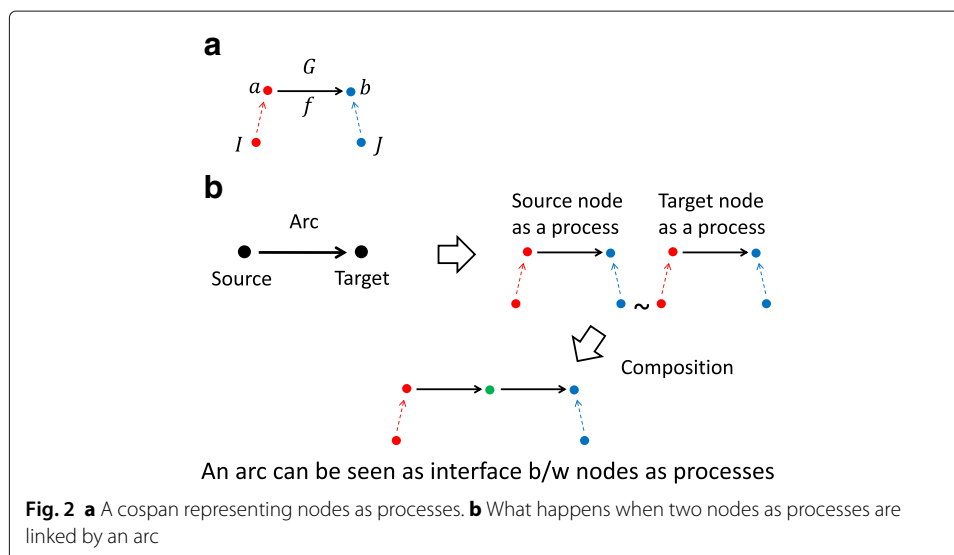 a
G
a b
f
I J
b
Source node Target node
as a process as a process
Arc
Source Target
~
Composition
An arc can be seen as interface b/w nodes as processes
Fig. 2 a A cospan representing nodes as processes. b What happens when two nodes as processes are
linked by an arc